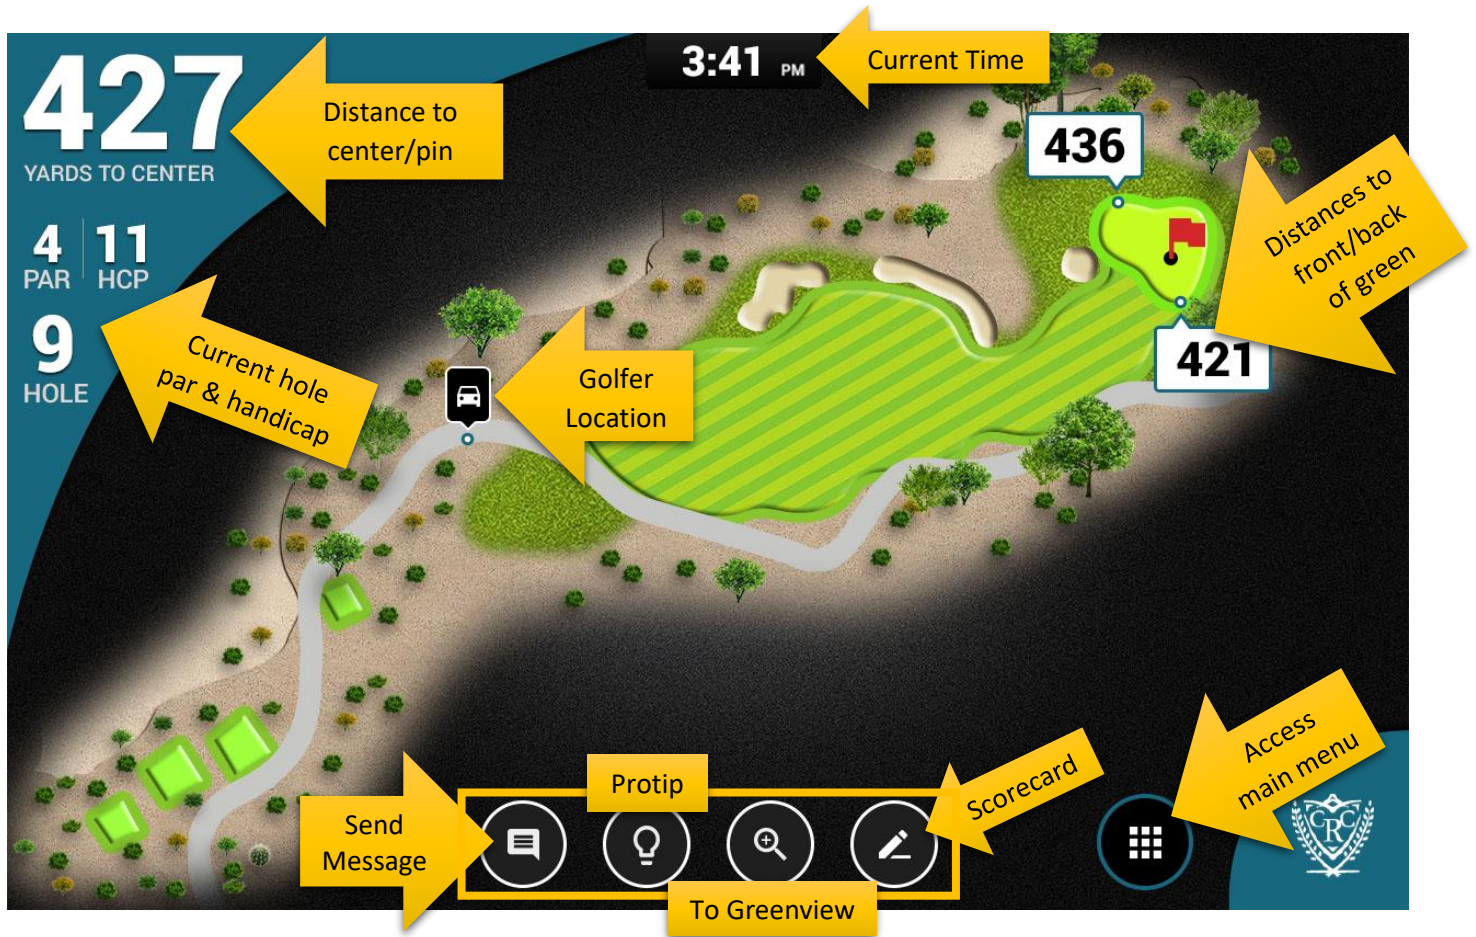 427
YARDS TO CENTER
4 11
PAR HCP
9
HOLE
Distance to
center/pin
Current hole
par & handicap
3:41 PM
Current Time
436
421
Distances to
front/back
of green
Golfer
Location
Send
Message
Protip
To Greenview
Scorecard
Access
main menu
CRC